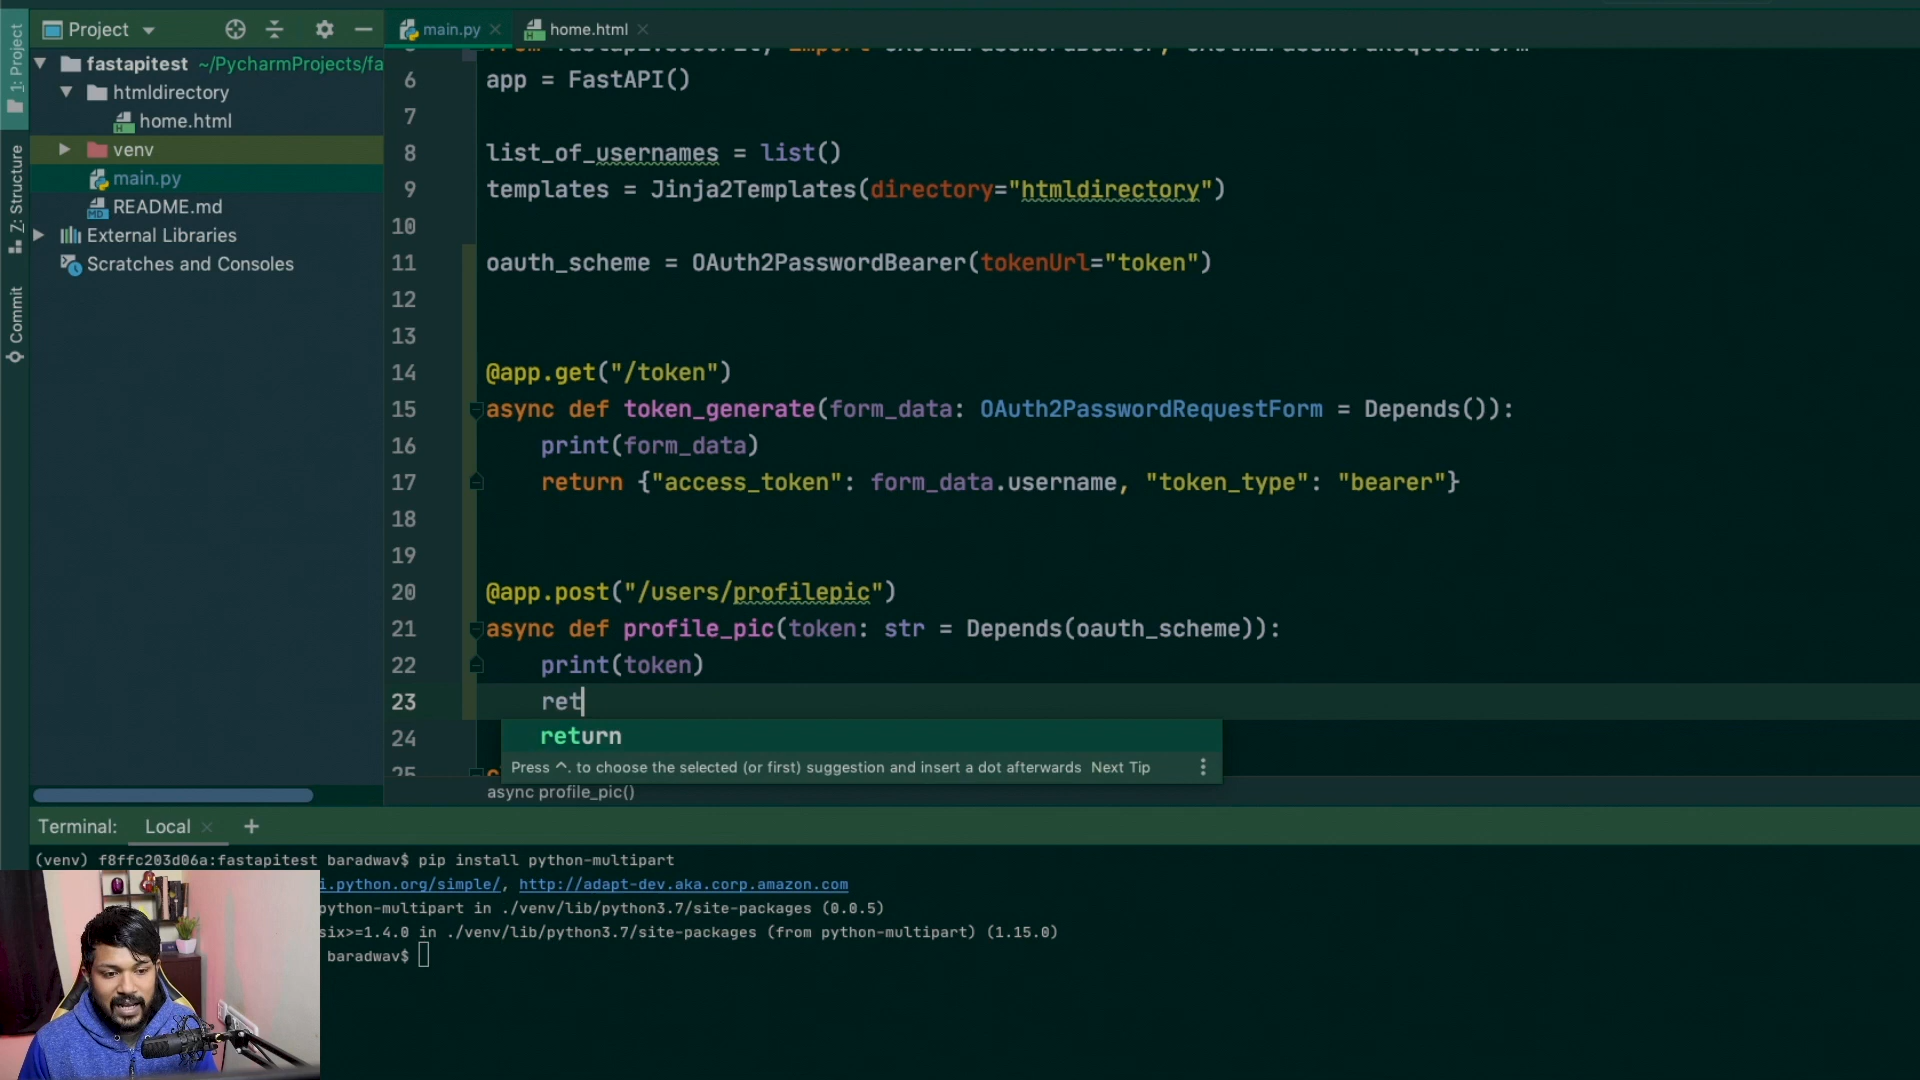 Project
main.py
home.html
1: Project
Z: Structure
Commit
fastapitest ~/PycharmProjects/fa
htmldirectory
home.html
venv
main.py
README.md
External Libraries
Scratches and Consoles
6 app = FastAPI()
7
8 list_of_usernames = list()
9 templates = Jinja2Templates(directory="htmldirectory")
10
11 oauth_scheme = OAuth2PasswordBearer(tokenUrl="token")
12
13
14 @app.get("/token")
15 async def token_generate(form_data: OAuth2PasswordRequestForm = Depends()):
16 print(form_data)
17 return {"access_token": form_data.username, "token_type": "bearer"}
18
19
20 @app.post("/users/profilepic")
21 async def profile_pic(token: str = Depends(oauth_scheme)):
22 print(token)
23 ret
24 return
25
Press ^. to choose the selected (or first) suggestion and insert a dot afterwards Next Tip
async profile_pic()
Terminal: Local +
(venv) f8ffc203d06a:fastapitest baradwav$ pip install python-multipart
i.python.org/simple/, http://adapt-dev.aka.corp.amazon.com
python-multipart in ./venv/lib/python3.7/site-packages (0.0.5)
six>=1.4.0 in ./venv/lib/python3.7/site-packages (from python-multipart) (1.15.0)
baradwav$